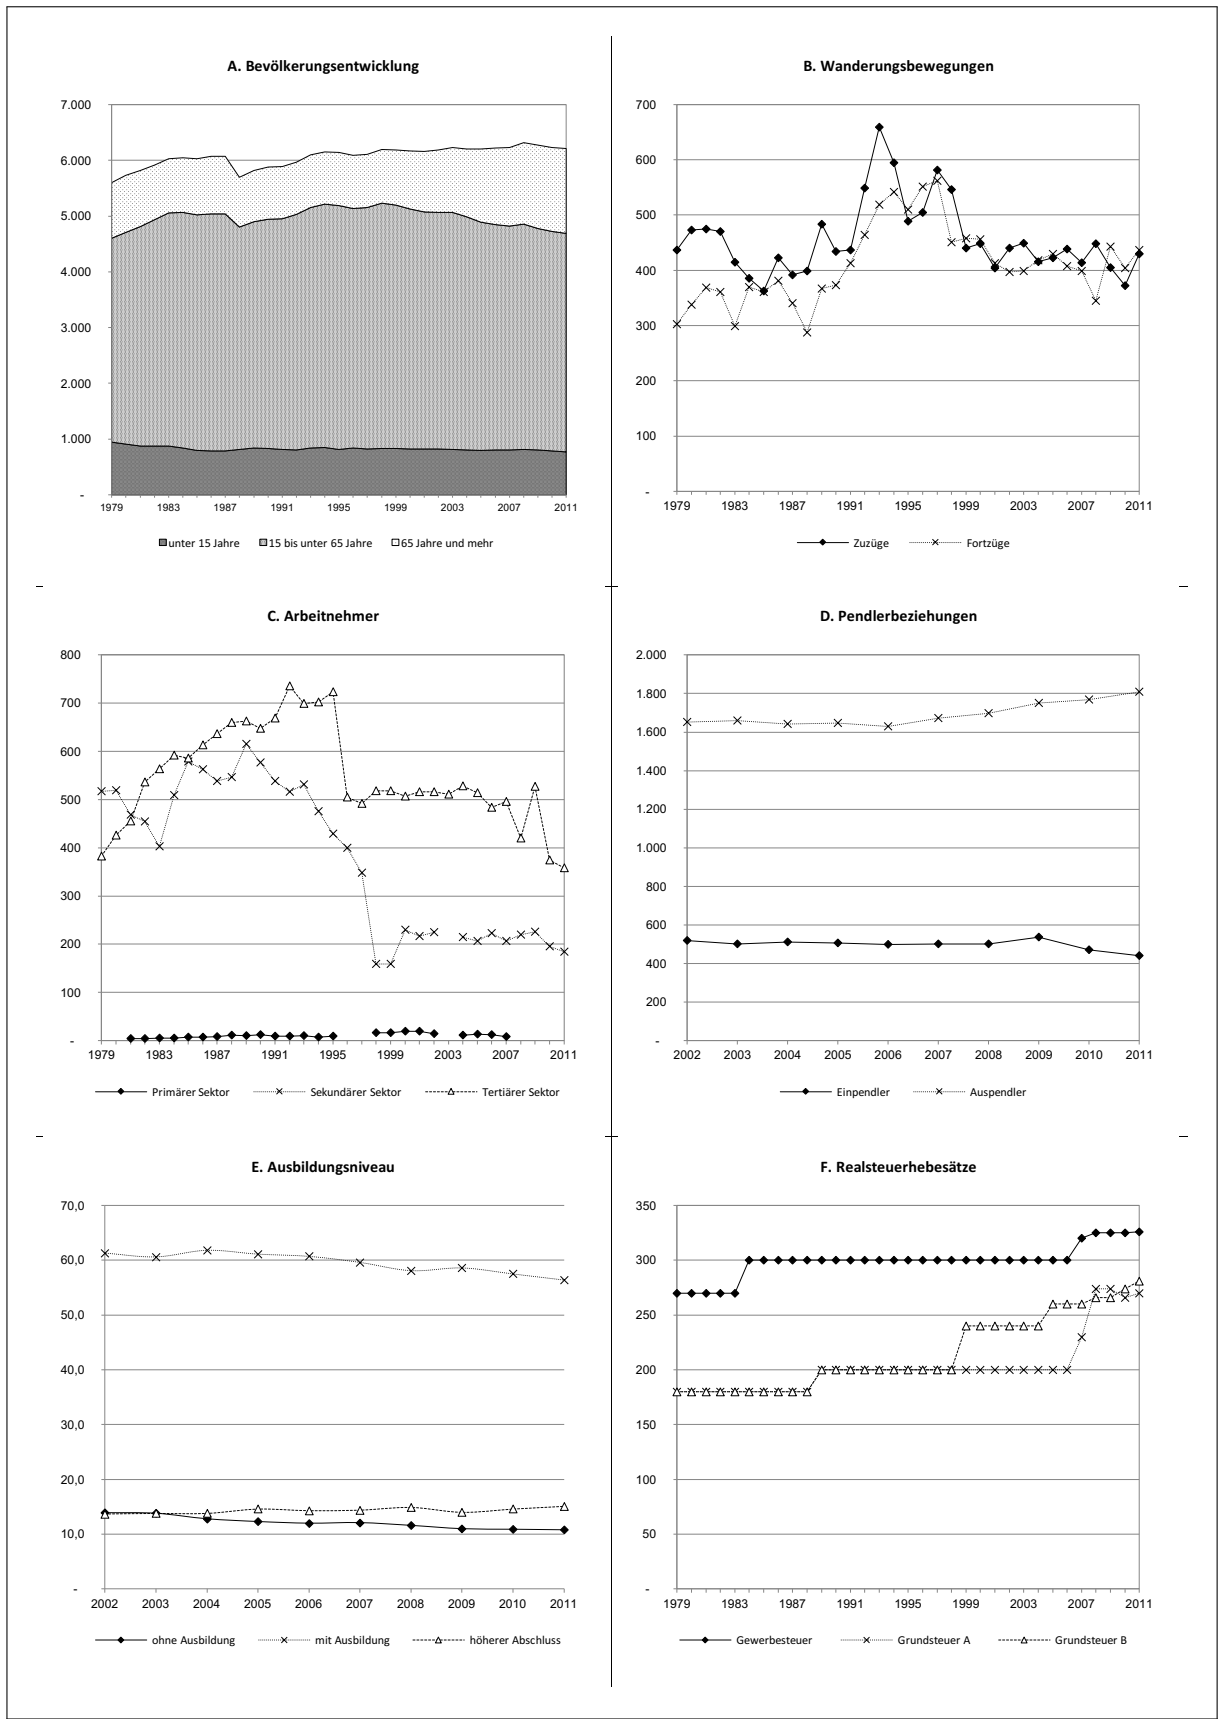 A. Bevölkerungsentwicklung
7.000
6.000
5.000
4.000
3.000
2.000
1.000
-
1979 1983 1987 1991 1995 1999 2003 2007 2011
unter 15 Jahre 15 bis unter 65 Jahre 65 Jahre und mehr
B. Wanderungsbewegungen
700
600
500
400
300
200
100
-
1979 1983 1987 1991 1995 1999 2003 2007 2011
Zuzüge Fortzüge
C. Arbeitnehmer
800
700
600
500
400
300
200
100
-
1979 1983 1987 1991 1995 1999 2003 2007 2011
Primärer Sektor Sekundärer Sektor Tertiärer Sektor
D. Pendlerbeziehungen
2.000
1.800
1.600
1.400
1.200
1.000
800
600
400
200
-
2002 2003 2004 2005 2006 2007 2008 2009 2010 2011
Einpendler Auspendler
E. Ausbildungsniveau
70,0
60,0
50,0
40,0
30,0
20,0
10,0
-
2002 2003 2004 2005 2006 2007 2008 2009 2010 2011
ohne Ausbildung mit Ausbildung höherer Abschluss
F. Realsteuerhebesätze
350
300
250
200
150
100
50
-
1979 1983 1987 1991 1995 1999 2003 2007 2011
Gewerbesteuer Grundsteuer A Grundsteuer B